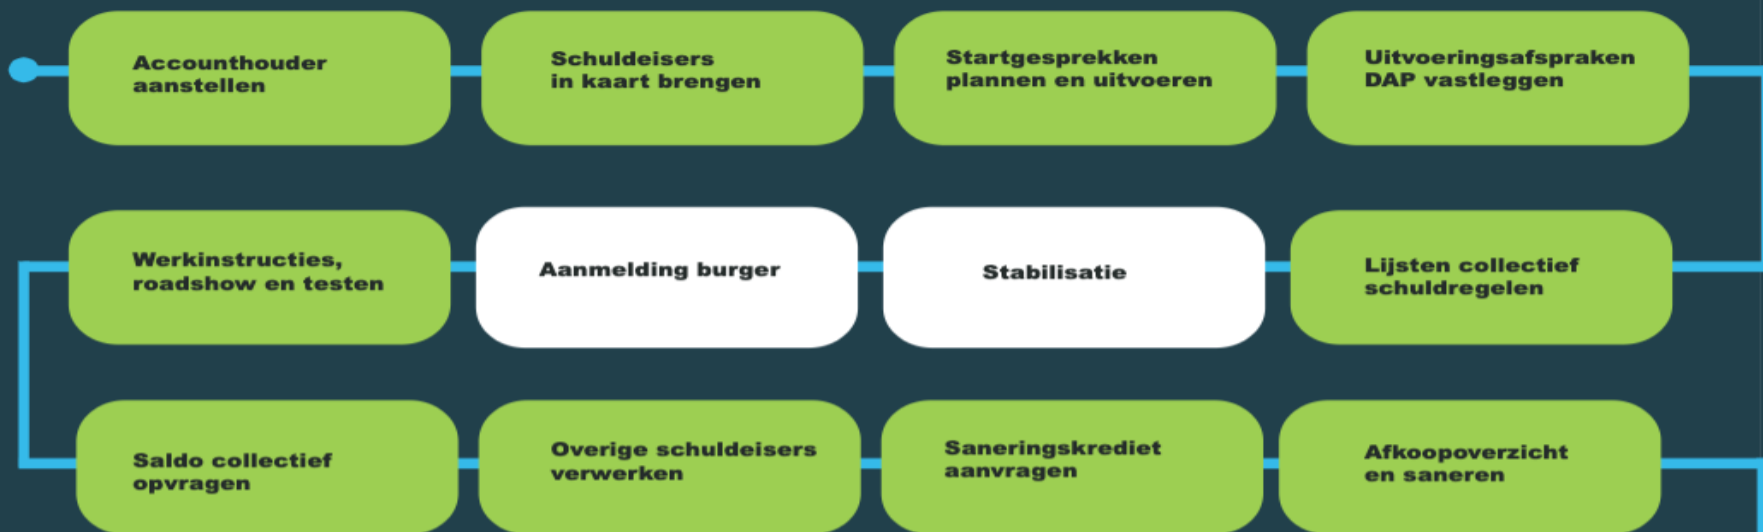 Accounthouder
aanstellen
Schuldeisers
in kaart brengen
Startgesprekken
plannen en uitvoeren
Uitvoeringsafspraken
DAP vastleggen
Werkinstructies,
roadshow en testen
Aanmelding burger
Stabilisatie
Lijsten collectief
schuldregelen
Saldo collectief
opvragen
Overige schuldeisers
verwerken
Saneringskrediet
aanvragen
Afkoopoverzicht
en saneren